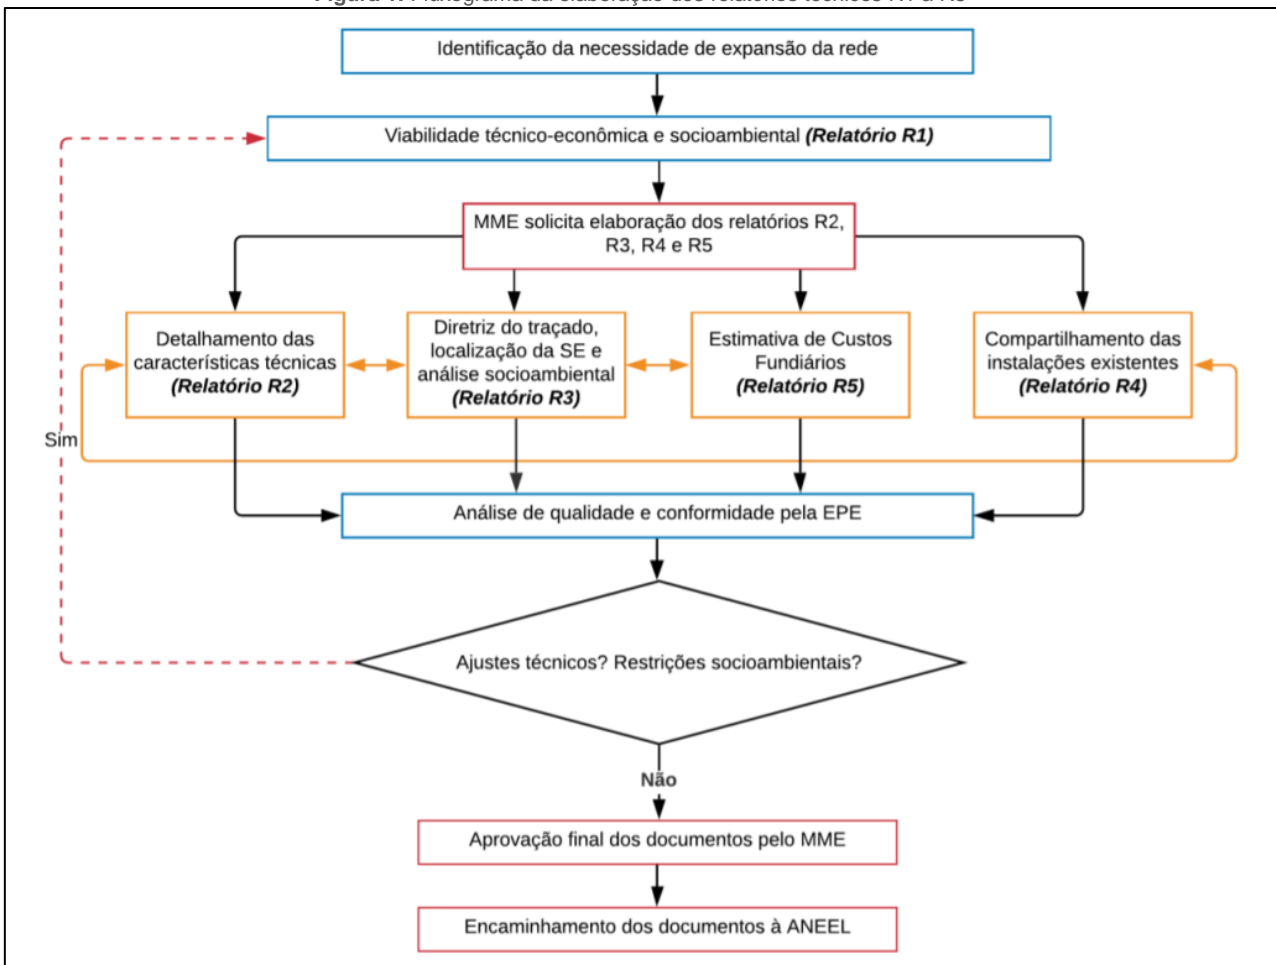 Identificação da necessidade de expansão da rede
Viabilidade técnico-econômica e socioambiental (Relatório R1)
MME solicita elaboração dos relatórios R2,
R3, R4 e R5
Detalhamento das
características técnicas
(Relatório R2)
Diretriz do traçado,
localização da SE e
análise socioambiental
(Relatório R3)
Estimativa de Custos
Fundiários
(Relatório R5)
Compartilhamento das
instalações existentes
(Relatório R4)
Sim
Análise de qualidade e conformidade pela EPE
Ajustes técnicos? Restrições socioambientais?
Não
Aprovação final dos documentos pelo MME
Encaminhamento dos documentos à ANEEL